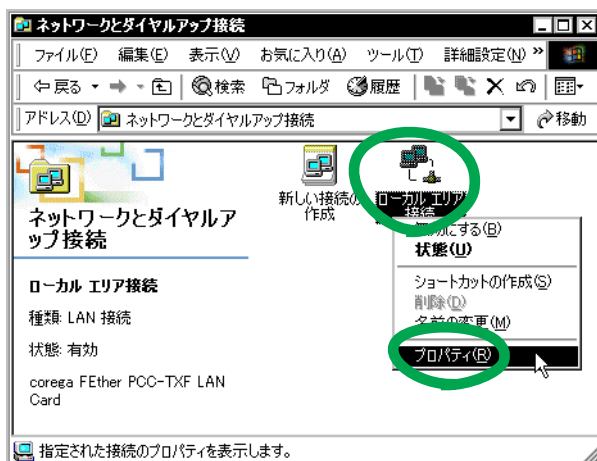 ネットワークとダイヤルアップ接続
ファイル(F) 編集(E) 表示(V) お気に入り(A) ツール(T) 詳細設定(N) »
戻る 検索 フォルダ 履歴
アドレス(D) ネットワークとダイヤルアップ接続 移動
ネットワークとダイヤルア
ップ接続
新しい接続の
作成
ローカル エリア
接続
ローカル エリア接続
種類: LAN 接続
状態: 有効
corega FEther PCC-TXF LAN
Card
無効にする(B)
状態(U)
ショートカットの作成(S)
削除(D)
名前の変更(M)
プロパティ(R)
指定された接続のプロパティを表示します。